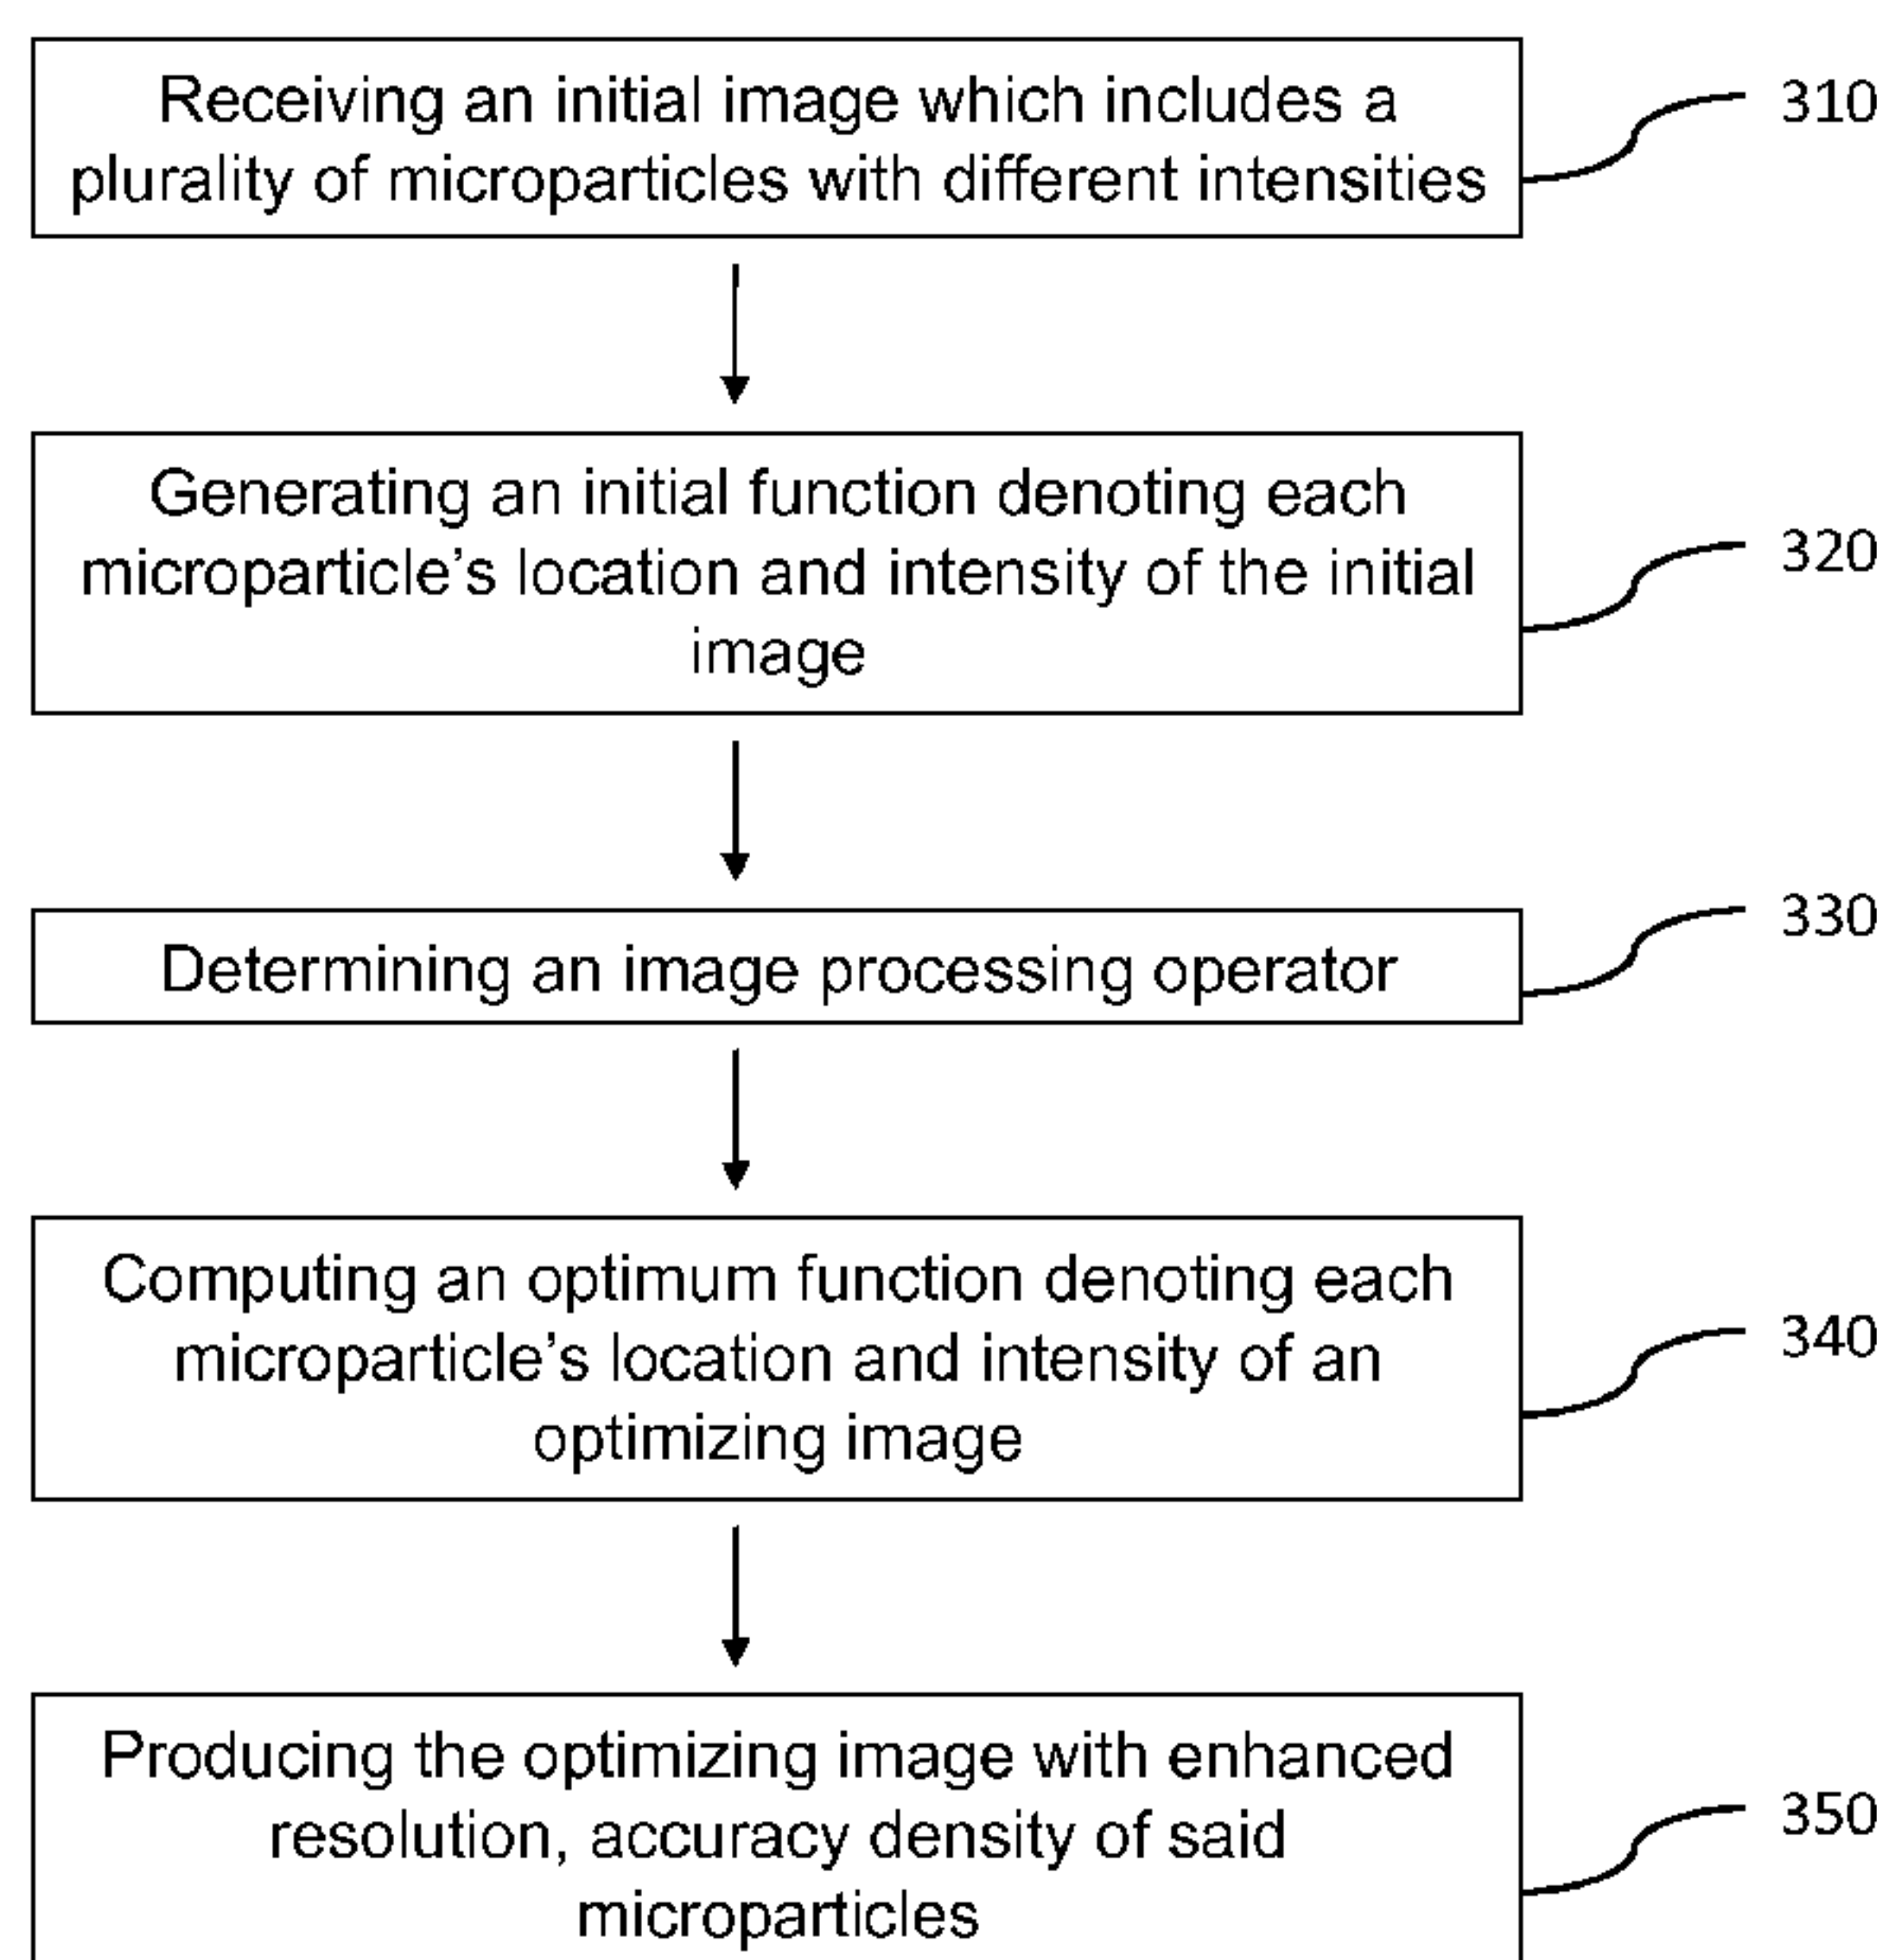 Receiving an initial image which includes a
plurality of microparticles with different intensities
310
Generating an initial function denoting each
microparticle's location and intensity of the initial
image
320
Determining an image processing operator
330
Computing an optimum function denoting each
microparticle's location and intensity of an
optimizing image
340
Producing the optimizing image with enhanced
resolution, accuracy density of said
microparticles
350